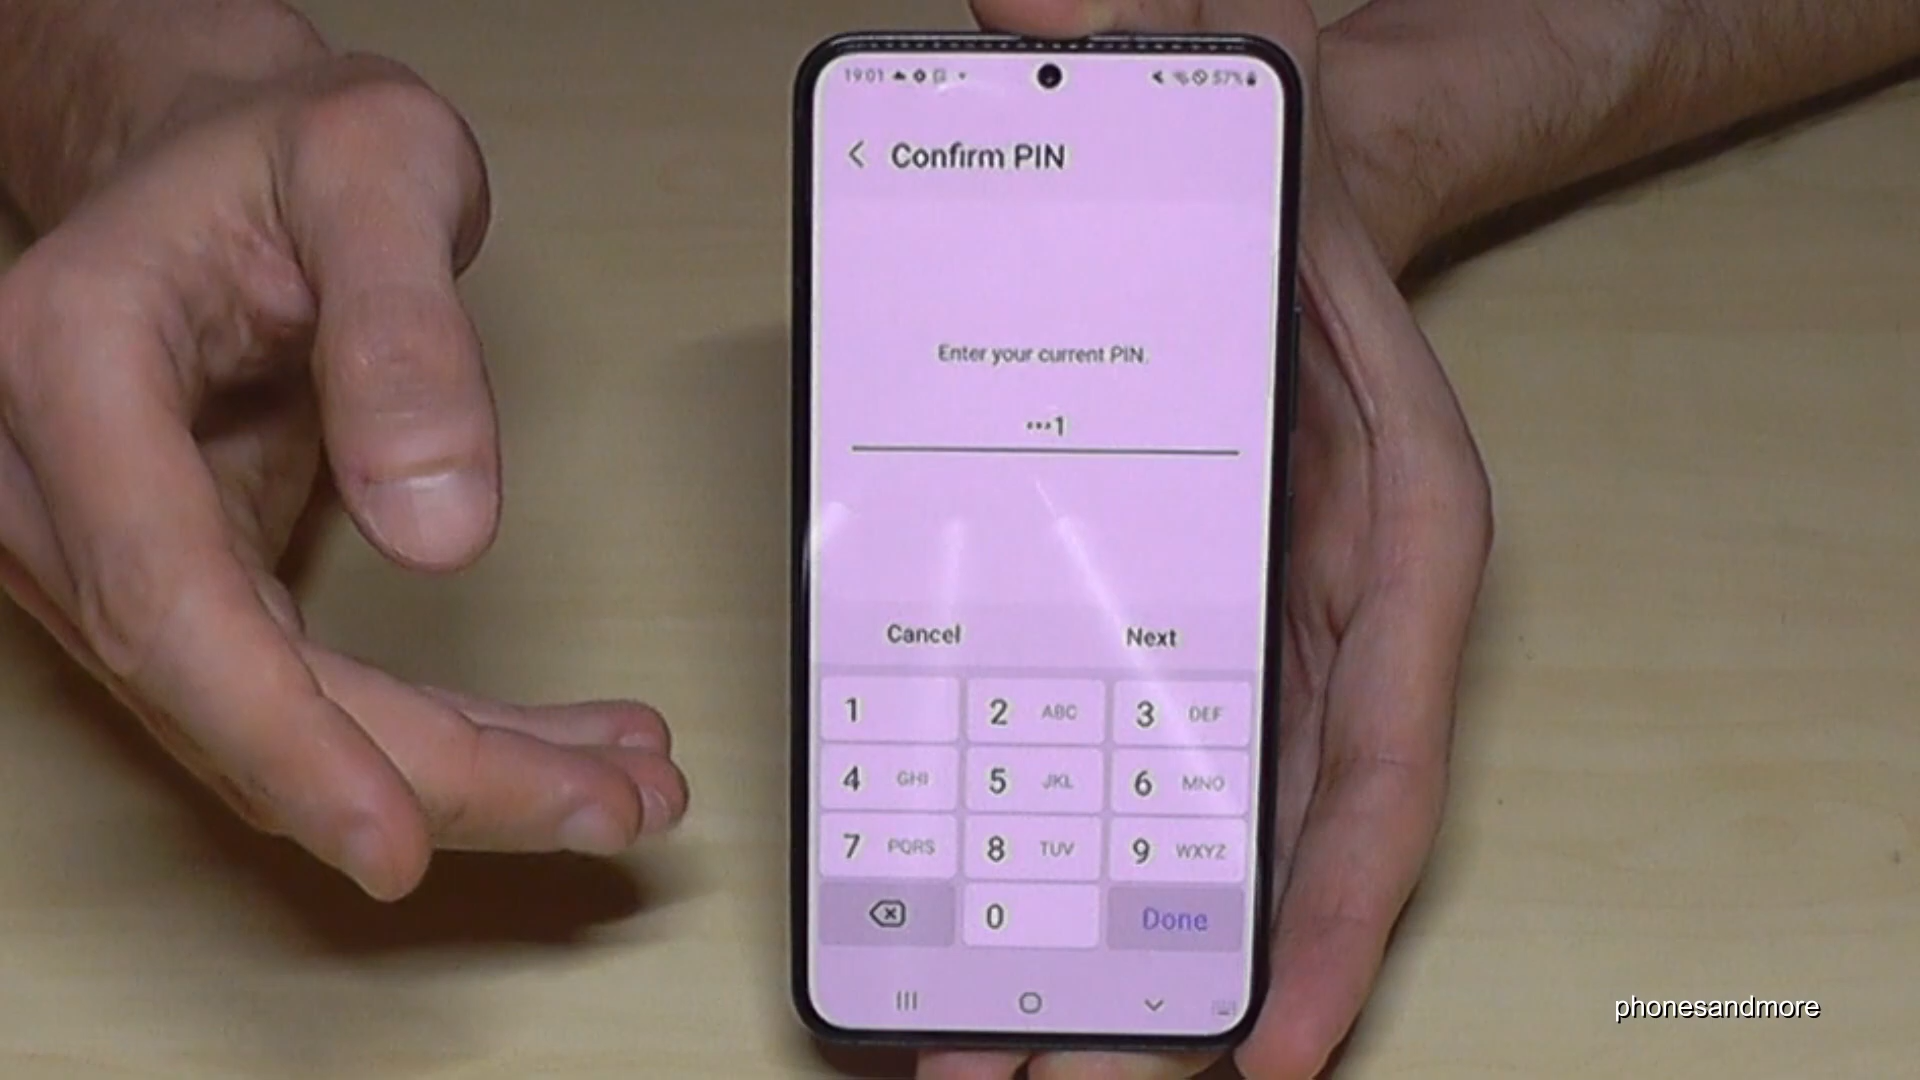 19:01 57%
Confirm PIN
Enter your current PIN.
•••1
Cancel Next
1 2 ABC 3 DEF
4 GHI 5 JKL 6 MNO
7 PQRS 8 TUV 9 WXYZ
0 Done
phonesandmore